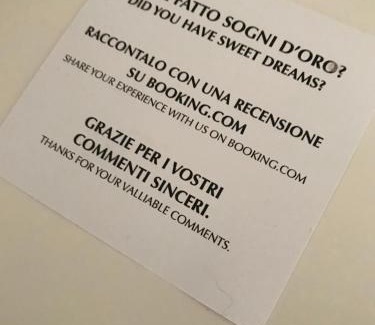 FATTO SOGNI D'ORO?
DID YOU HAVE SWEET DREAMS?
RACCONTALO CON UNA RECENSIONE
SU BOOKING.COM
SHARE YOUR EXPERIENCE WITH US ON BOOKING.COM
GRAZIE PER I VOSTRI
COMMENTI SINCERI.
THANKS FOR YOUR VALLIABLE COMMENTS.